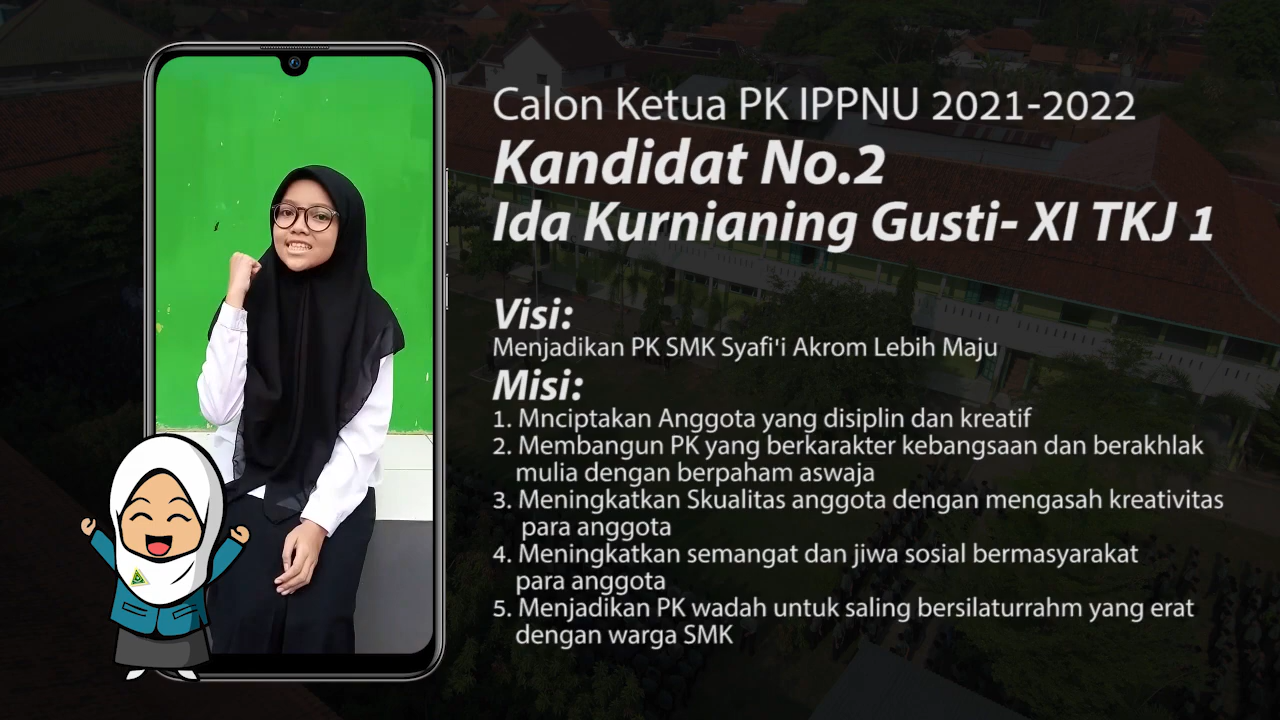 Calon Ketua PK IPPNU 2021-2022
Kandidat No.2
Ida Kurnianing Gusti- XI TKJ 1
Visi:
Menjadikan PK SMK Syafi'i Akrom Lebih Maju
Misi:
1. Mnciptakan Anggota yang disiplin dan kreatif
2. Membangun PK yang berkarakter kebangsaan dan berakhlak
mulia dengan berpaham aswaja
3. Meningkatkan Skualitas anggota dengan mengasah kreativitas
para anggota
4. Meningkatkan semangat dan jiwa sosial bermasyarakat
para anggota
5. Menjadikan PK wadah untuk saling bersilaturrahm yang erat
dengan warga SMK